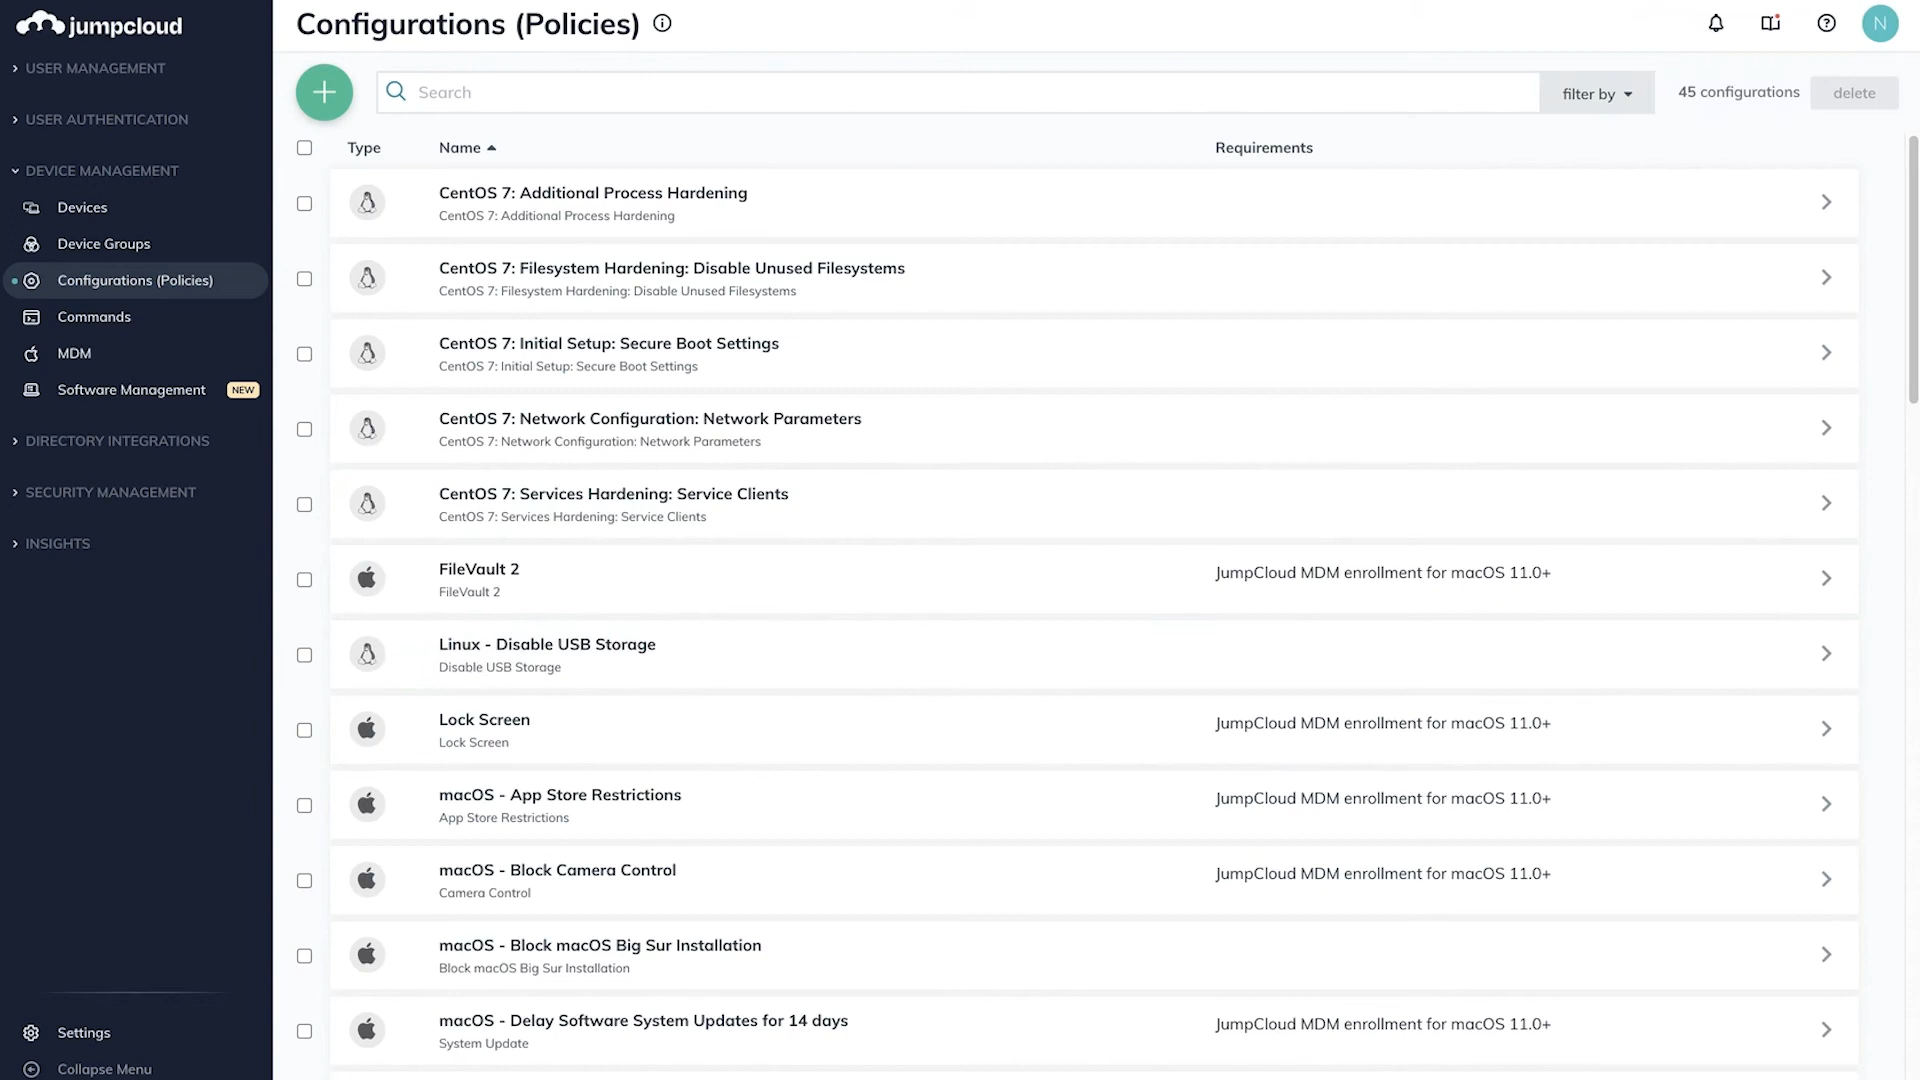 jumpcloud
USER MANAGEMENT
USER AUTHENTICATION
DEVICE MANAGEMENT
Devices
Device Groups
Configurations (Policies)
Commands
MDM
Software Management NEW
DIRECTORY INTEGRATIONS
SECURITY MANAGEMENT
INSIGHTS
Settings
Collapse Menu
Configurations (Policies)
N
Search
filter by
45 configurations
delete
Type Name Requirements
CentOS 7: Additional Process Hardening
CentOS 7: Additional Process Hardening
CentOS 7: Filesystem Hardening: Disable Unused Filesystems
CentOS 7: Filesystem Hardening: Disable Unused Filesystems
CentOS 7: Initial Setup: Secure Boot Settings
CentOS 7: Initial Setup: Secure Boot Settings
CentOS 7: Network Configuration: Network Parameters
CentOS 7: Network Configuration: Network Parameters
CentOS 7: Services Hardening: Service Clients
CentOS 7: Services Hardening: Service Clients
FileVault 2
FileVault 2
JumpCloud MDM enrollment for macOS 11.0+
Linux - Disable USB Storage
Disable USB Storage
Lock Screen
Lock Screen
JumpCloud MDM enrollment for macOS 11.0+
macOS - App Store Restrictions
App Store Restrictions
JumpCloud MDM enrollment for macOS 11.0+
macOS - Block Camera Control
Camera Control
JumpCloud MDM enrollment for macOS 11.0+
macOS - Block macOS Big Sur Installation
Block macOS Big Sur Installation
macOS - Delay Software System Updates for 14 days
System Update
JumpCloud MDM enrollment for macOS 11.0+